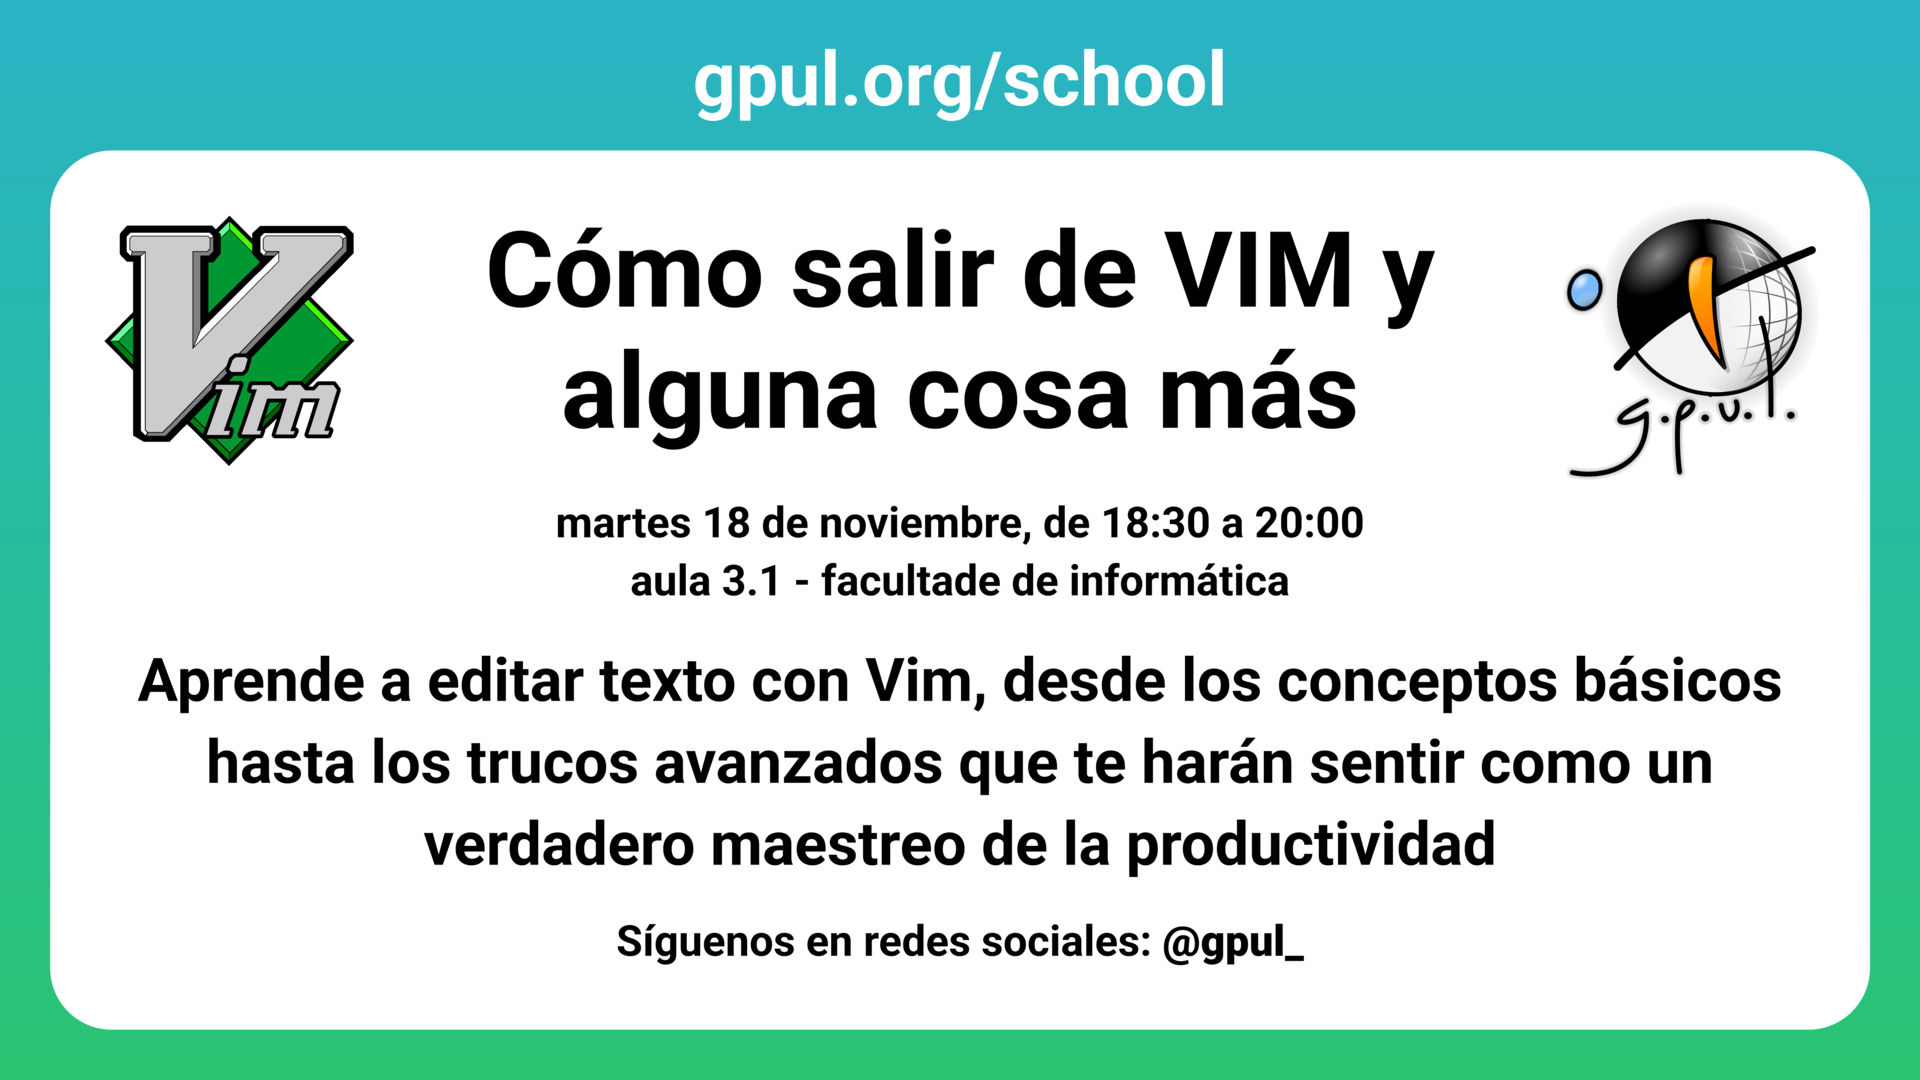 gpul.org/school
Vim
Cómo salir de VIM y
alguna cosa más
g.p.u.l.
martes 18 de noviembre, de 18:30 a 20:00
aula 3.1 - facultade de informática
Aprende a editar texto con Vim, desde los conceptos básicos
hasta los trucos avanzados que te harán sentir como un
verdadero maestreo de la productividad
Síguenos en redes sociales: @gpul_